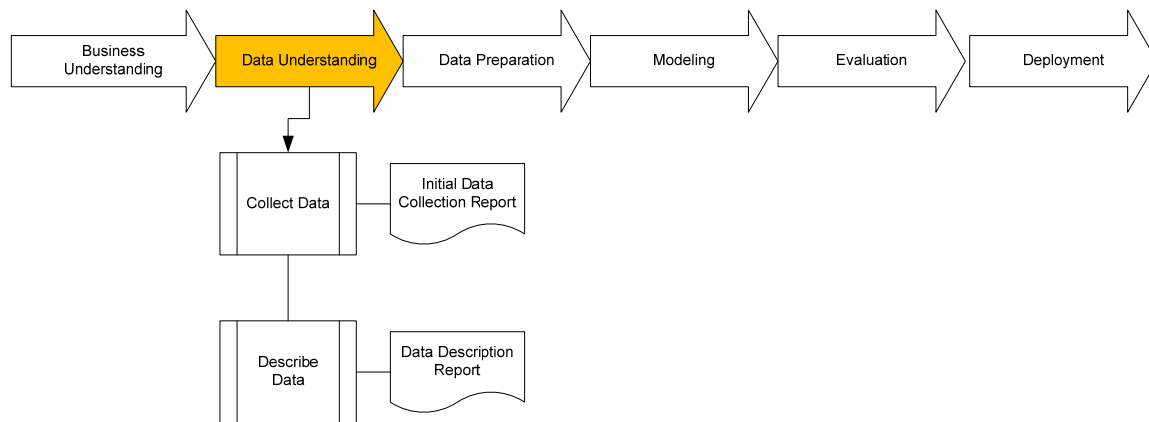 Business
Understanding
Data Understanding
Data Preparation
Modeling
Evaluation
Deployment
Collect Data
Initial Data
Collection Report
Describe
Data
Data Description
Report